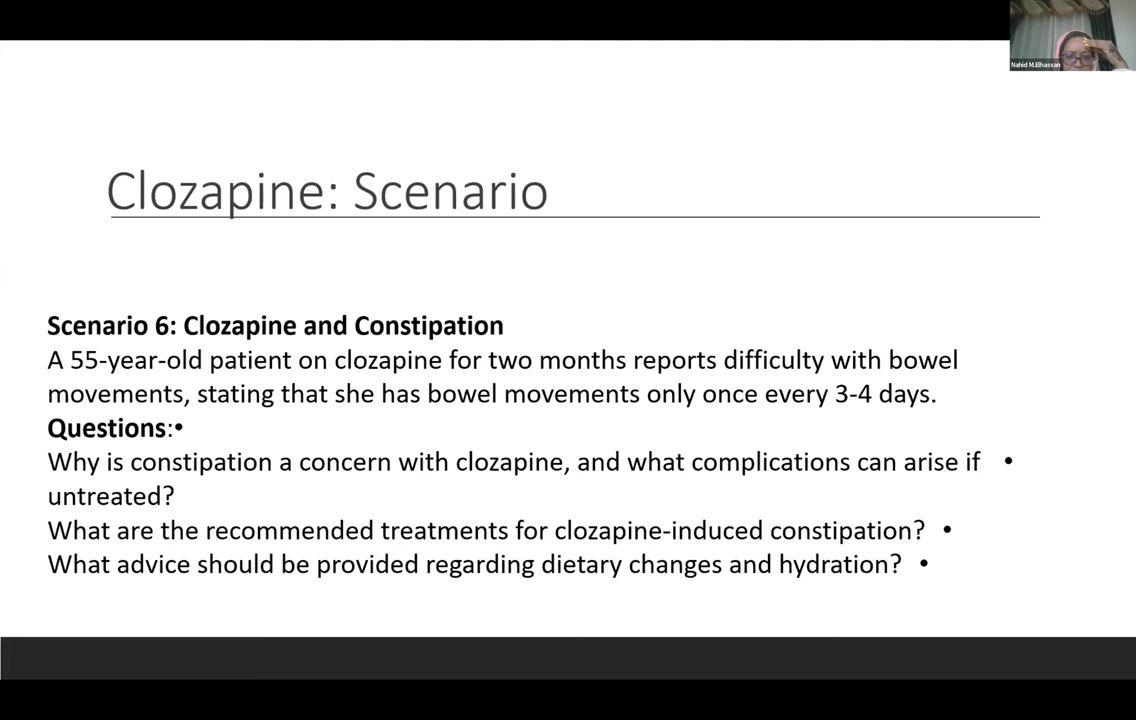 Nahid M.Elhassan
Clozapine: Scenario
Scenario 6: Clozapine and Constipation
A 55-year-old patient on clozapine for two months reports difficulty with bowel
movements, stating that she has bowel movements only once every 3-4 days.
Questions:•
Why is constipation a concern with clozapine, and what complications can arise if •
untreated?
What are the recommended treatments for clozapine-induced constipation? •
What advice should be provided regarding dietary changes and hydration? •